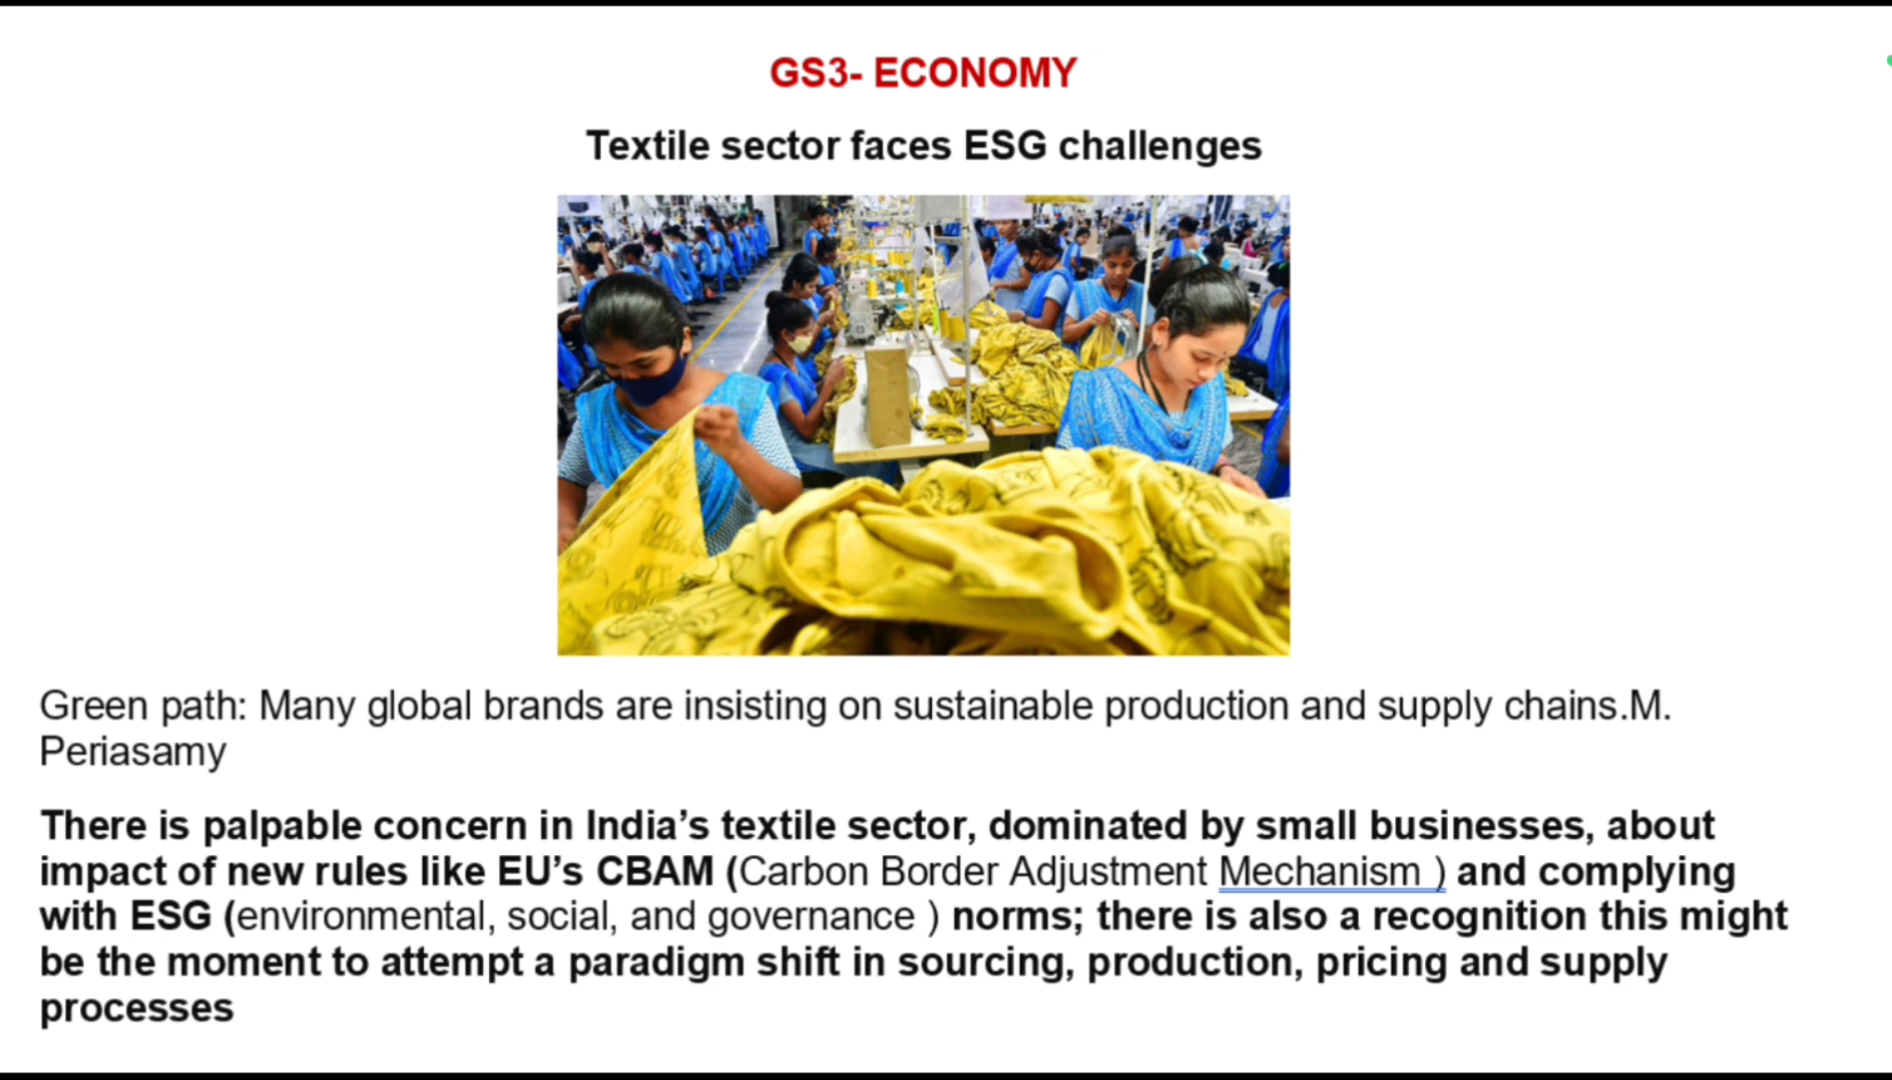 GS3- ECONOMY
Textile sector faces ESG challenges
Green path: Many global brands are insisting on sustainable production and supply chains.M.
Periasamy
There is palpable concern in India’s textile sector, dominated by small businesses, about
impact of new rules like EU’s CBAM (Carbon Border Adjustment Mechanism ) and complying
with ESG (environmental, social, and governance ) norms; there is also a recognition this might
be the moment to attempt a paradigm shift in sourcing, production, pricing and supply
processes